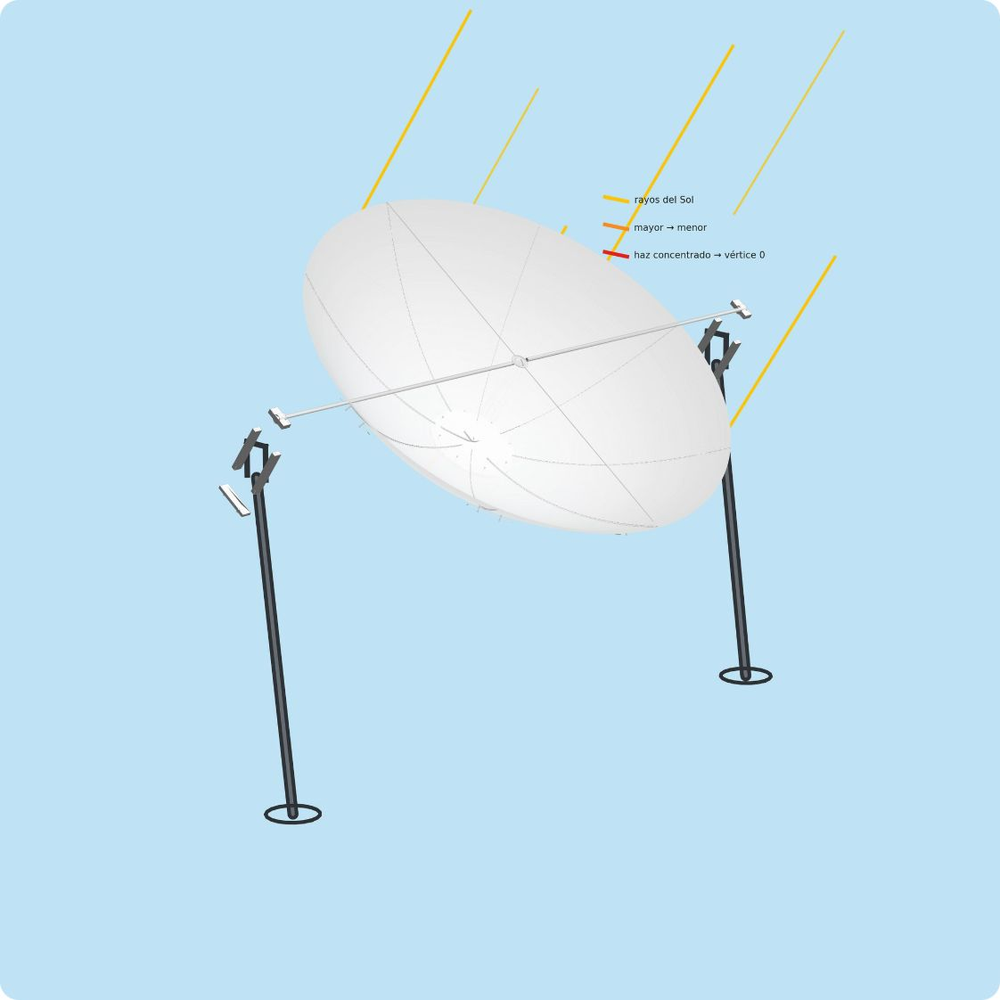 rayos del Sol
mayor → menor
haz concentrado → vértice 0